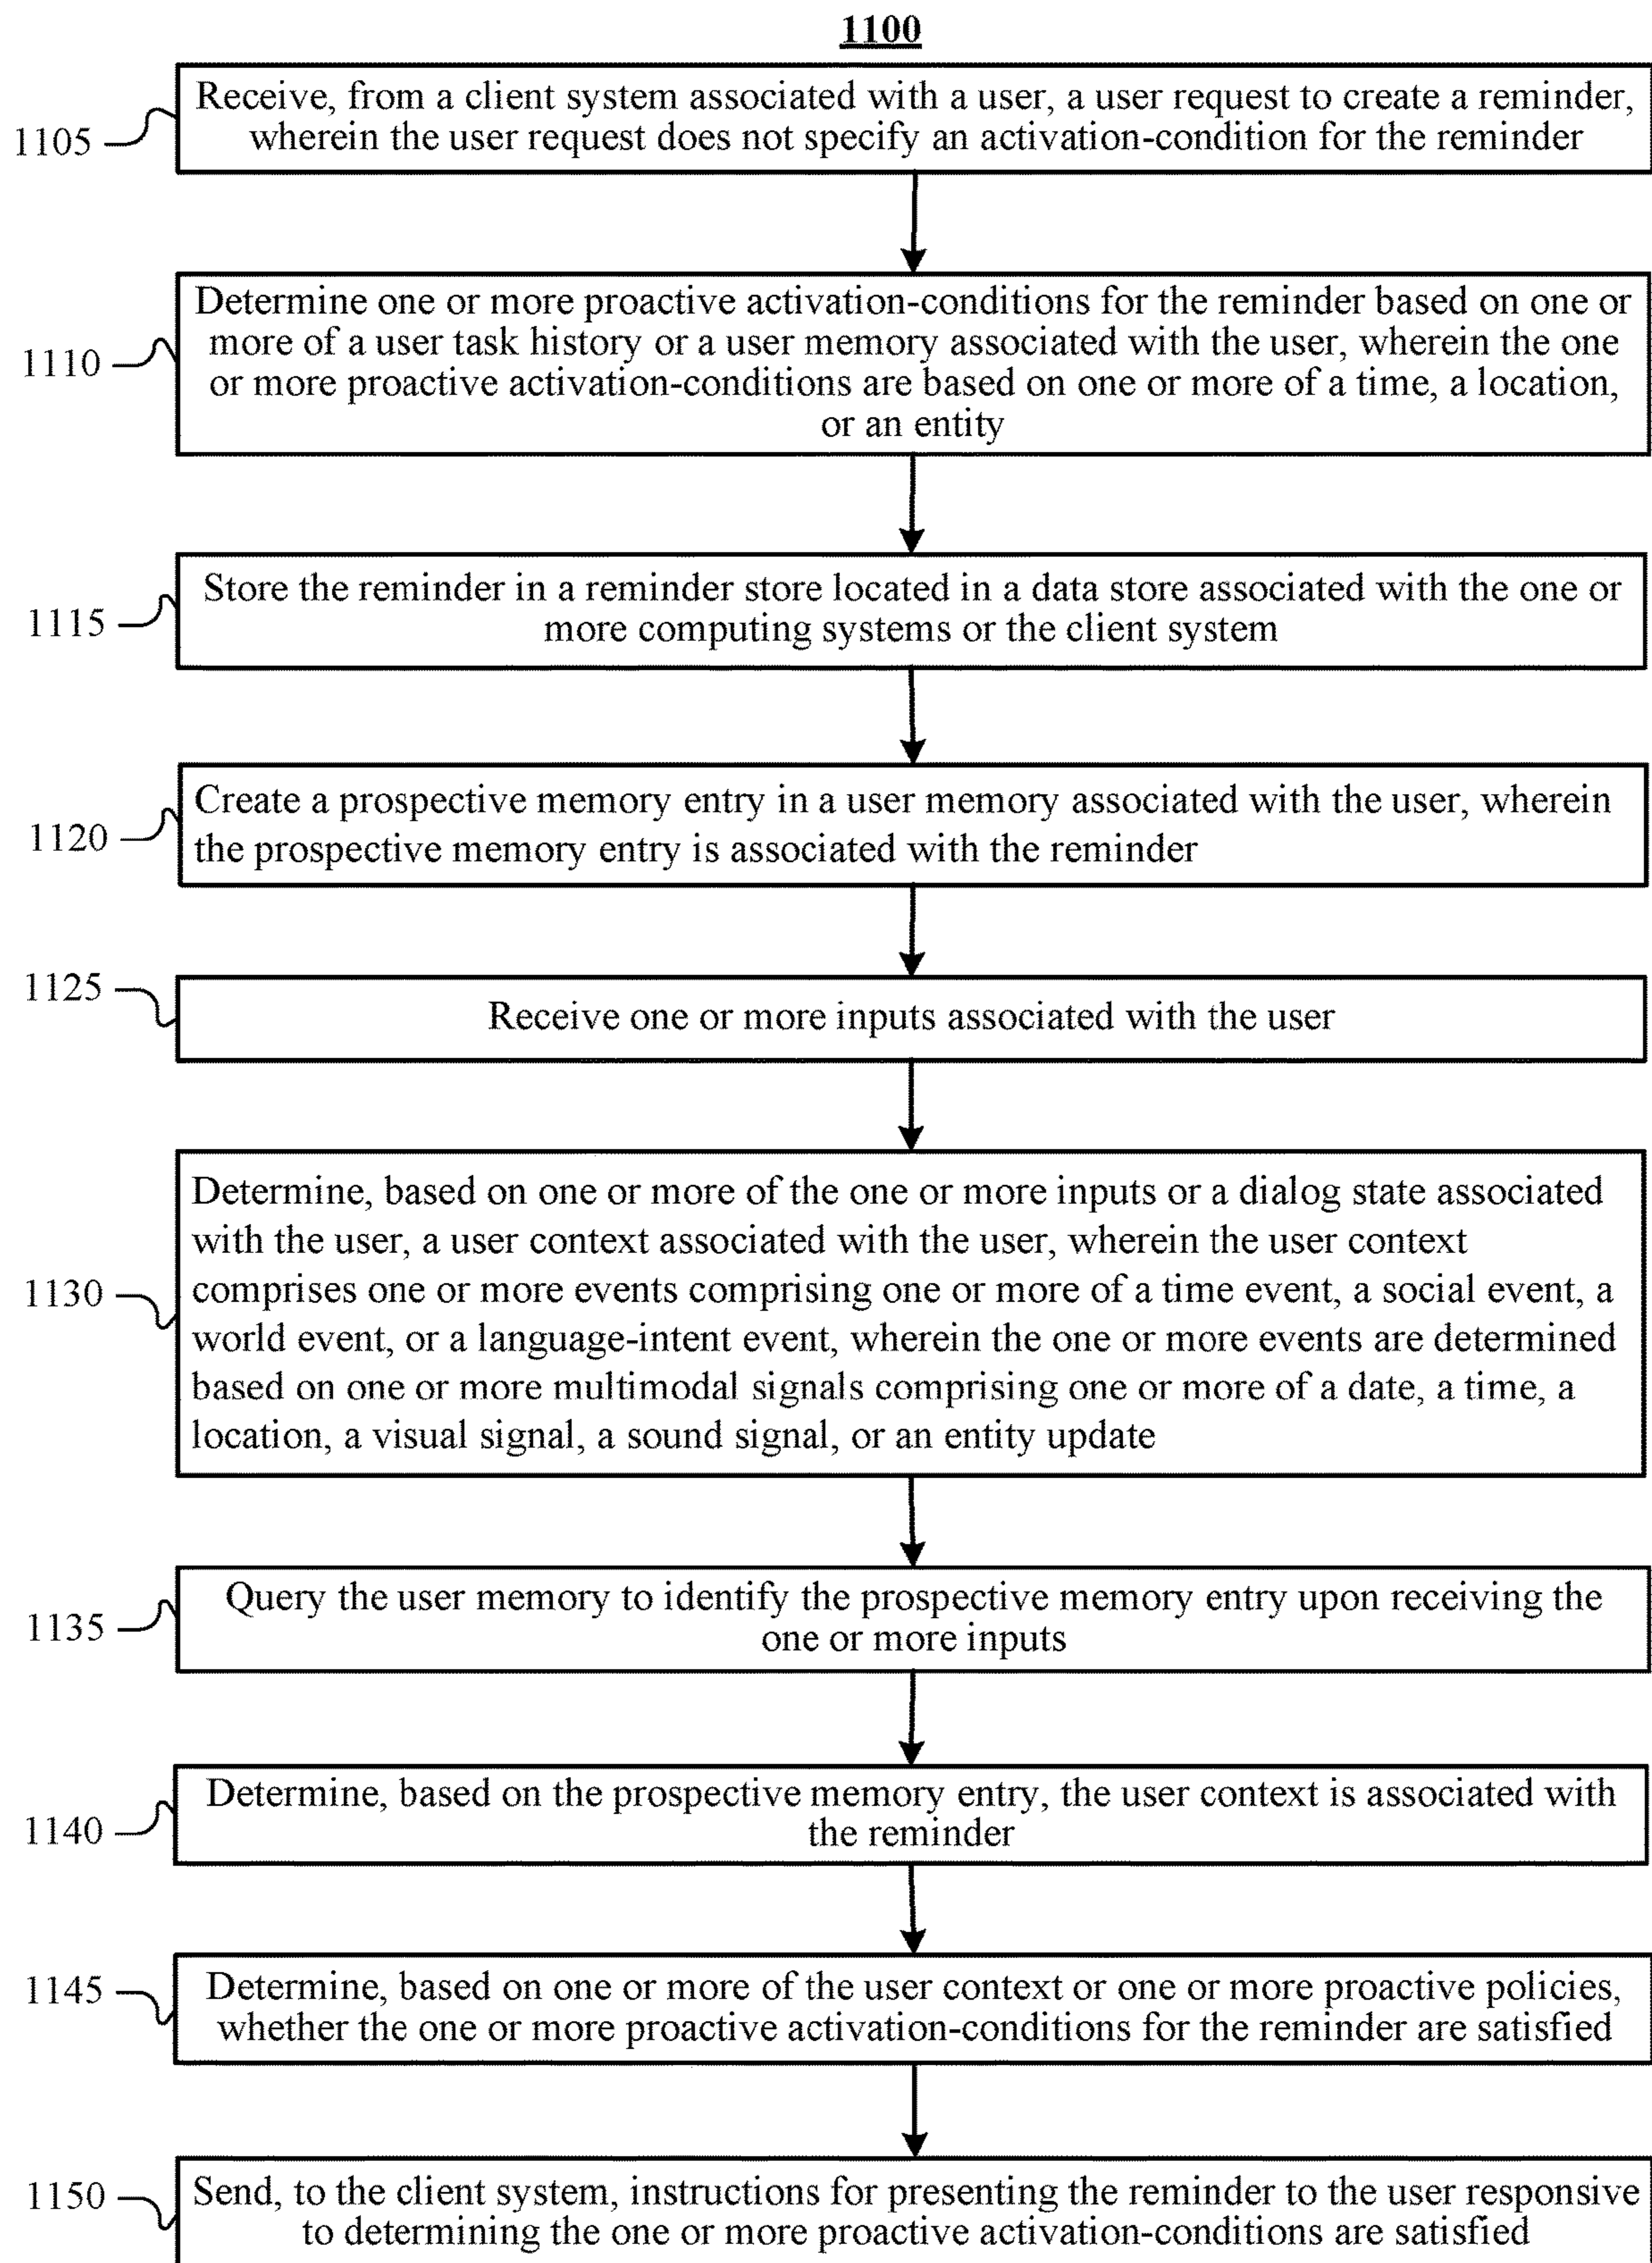 1100
1105
Receive, from a client system associated with a user, a user request to create a reminder,
wherein the user request does not specify an activation-condition for the reminder
1110
Determine one or more proactive activation-conditions for the reminder based on one or
more of a user task history or a user memory associated with the user, wherein the one
or more proactive activation-conditions are based on one or more of a time, a location,
or an entity
1115
Store the reminder in a reminder store located in a data store associated with the one or
more computing systems or the client system
1120
Create a prospective memory entry in a user memory associated with the user, wherein
the prospective memory entry is associated with the reminder
1125
Receive one or more inputs associated with the user
1130
Determine, based on one or more of the one or more inputs or a dialog state associated
with the user, a user context associated with the user, wherein the user context
comprises one or more events comprising one or more of a time event, a social event, a
world event, or a language-intent event, wherein the one or more events are determined
based on one or more multimodal signals comprising one or more of a date, a time, a
location, a visual signal, a sound signal, or an entity update
1135
Query the user memory to identify the prospective memory entry upon receiving the
one or more inputs
1140
Determine, based on the prospective memory entry, the user context is associated with
the reminder
1145
Determine, based on one or more of the user context or one or more proactive policies,
whether the one or more proactive activation-conditions for the reminder are satisfied
1150
Send, to the client system, instructions for presenting the reminder to the user responsive
to determining the one or more proactive activation-conditions are satisfied